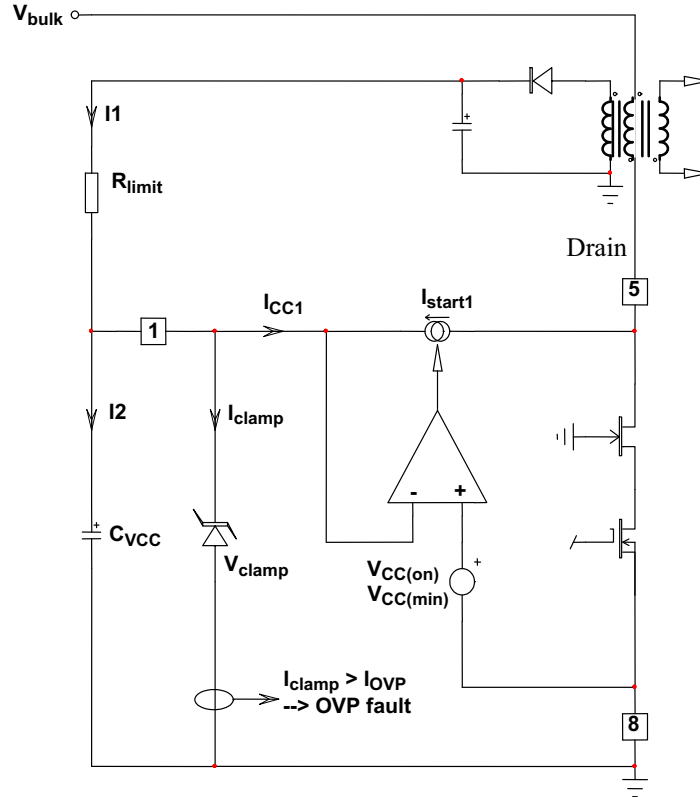 Vbulk
I1
Rlimit
Drain
5
ICC1
Istart1
1
I2
Iclamp
- +
CVCC
Vclamp
VCC(on)
VCC(min)
Iclamp > IOVP
--> OVP fault
8